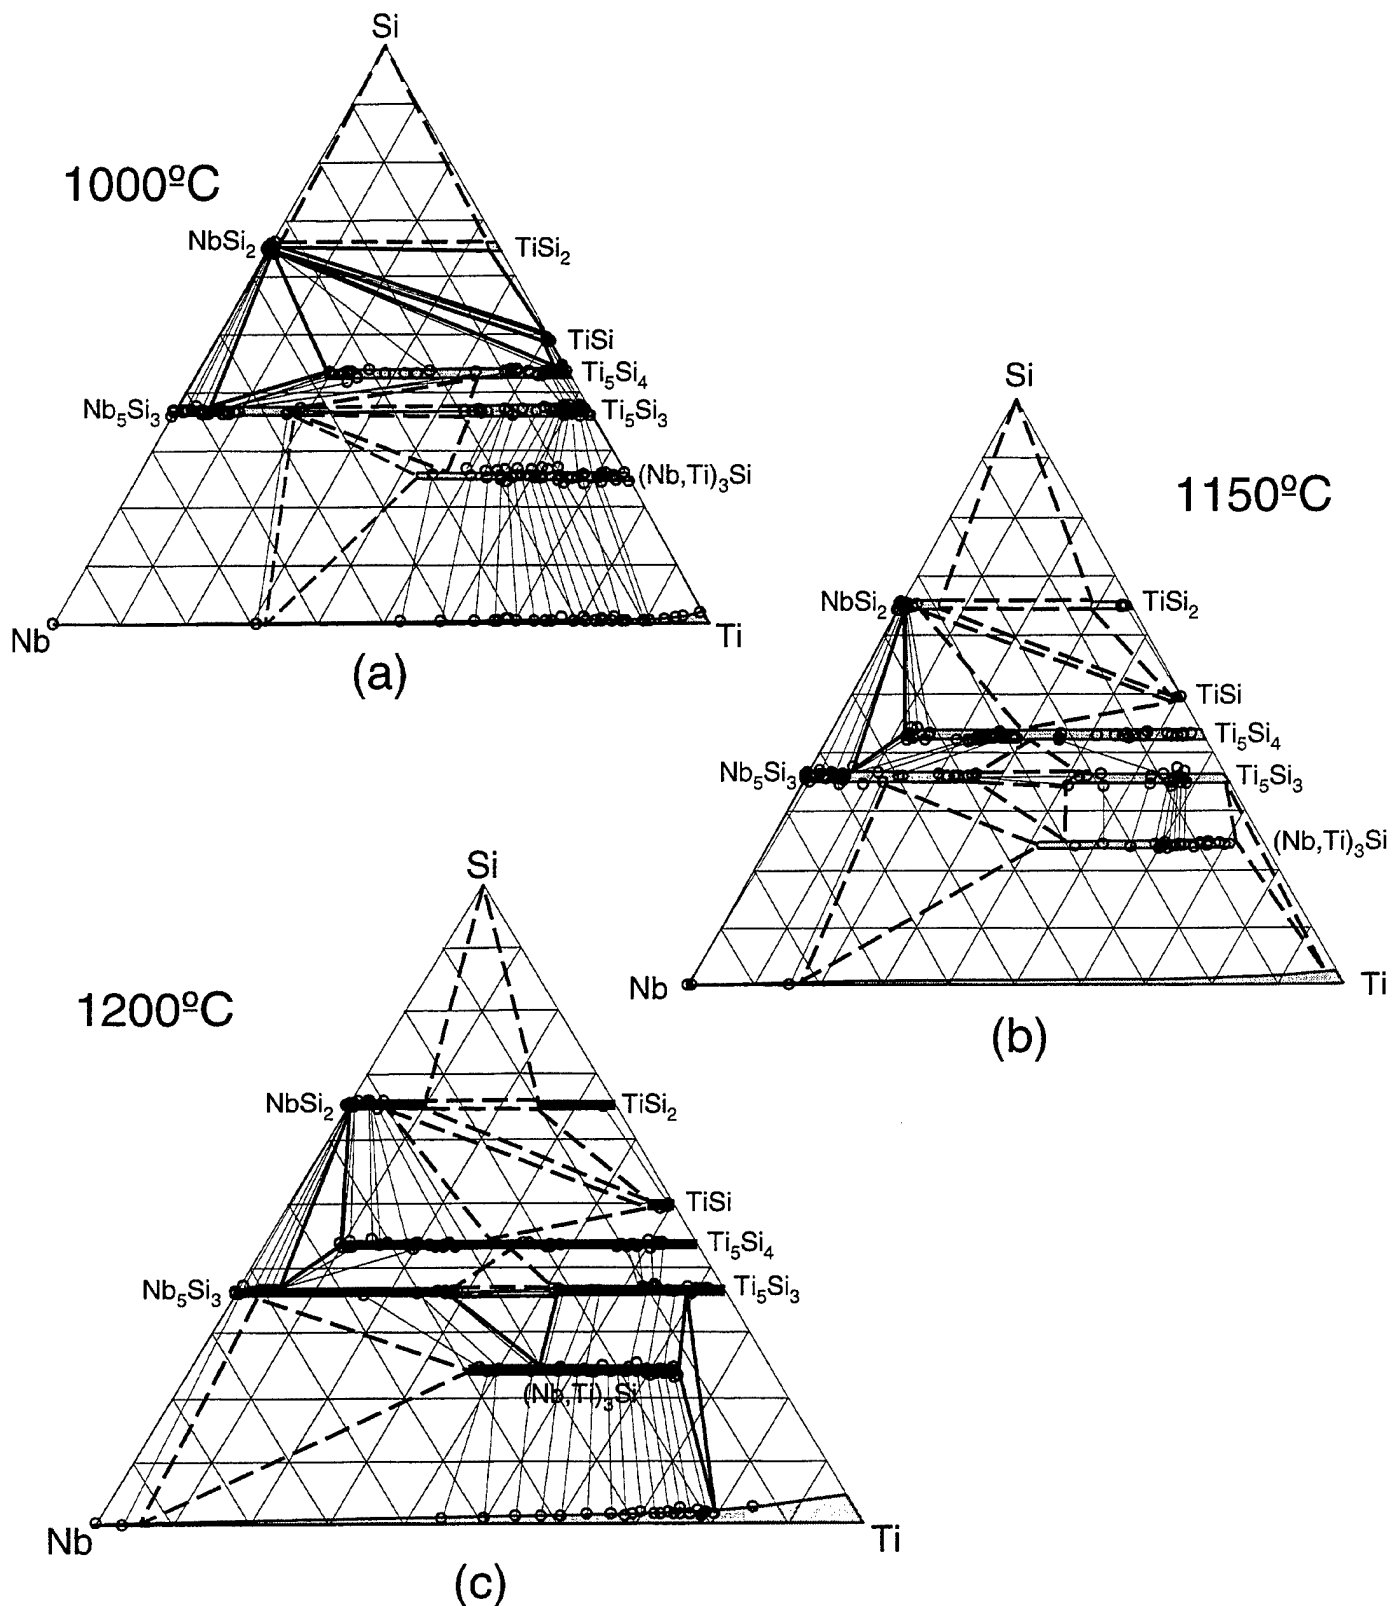 Si
1000ºC
NbSi2
TiSi2
TiSi
Ti5Si4
Nb5Si3
Ti5Si3
(Nb,Ti)3Si
Nb
Ti
(a)
Si
1150ºC
NbSi2
TiSi2
TiSi
Ti5Si4
Nb5Si3
Ti5Si3
(Nb,Ti)3Si
Nb
Ti
(b)
Si
1200ºC
NbSi2
TiSi2
TiSi
Ti5Si4
Nb5Si3
Ti5Si3
(Nb,Ti)3Si
Nb
Ti
(c)